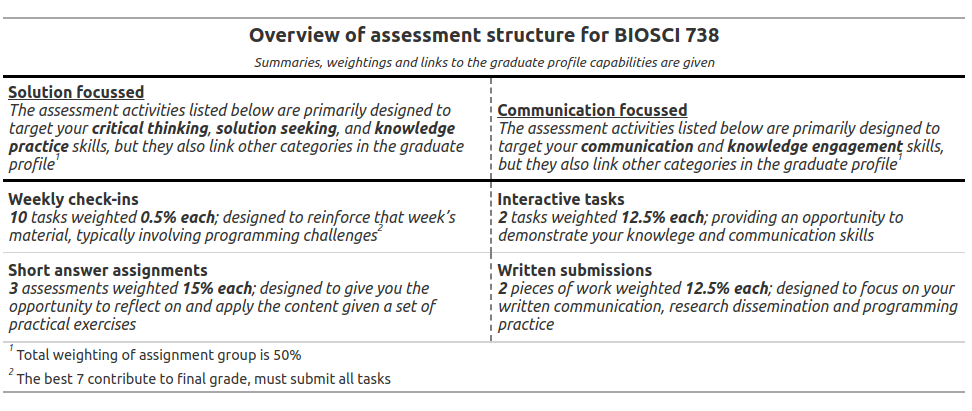 Overview of assessment structure for BIOSCI 738
Summaries, weightings and links to the graduate profile capabilities are given
Solution focussed
The assessment activities listed below are primarily designed to
target your critical thinking, solution seeking, and knowledge
practice skills, but they also link other categories in the graduate
profile1
Communication focussed
The assessment activities listed below are primarily designed to
target your communication and knowledge engagement skills,
but they also link other categories in the graduate profile1
Weekly check-ins
10 tasks weighted 0.5% each; designed to reinforce that week's
material, typically involving programming challenges2
Interactive tasks
2 tasks weighted 12.5% each; providing an opportunity to
demonstrate your knowlege and communication skills
Short answer assignments
3 assessments weighted 15% each; designed to give you the
opportunity to reflect on and apply the content given a set of
practical exercises
Written submissions
2 pieces of work weighted 12.5% each; designed to focus on your
written communication, research dissemination and programming
practice
1 Total weighting of assignment group is 50%
2 The best 7 contribute to final grade, must submit all tasks